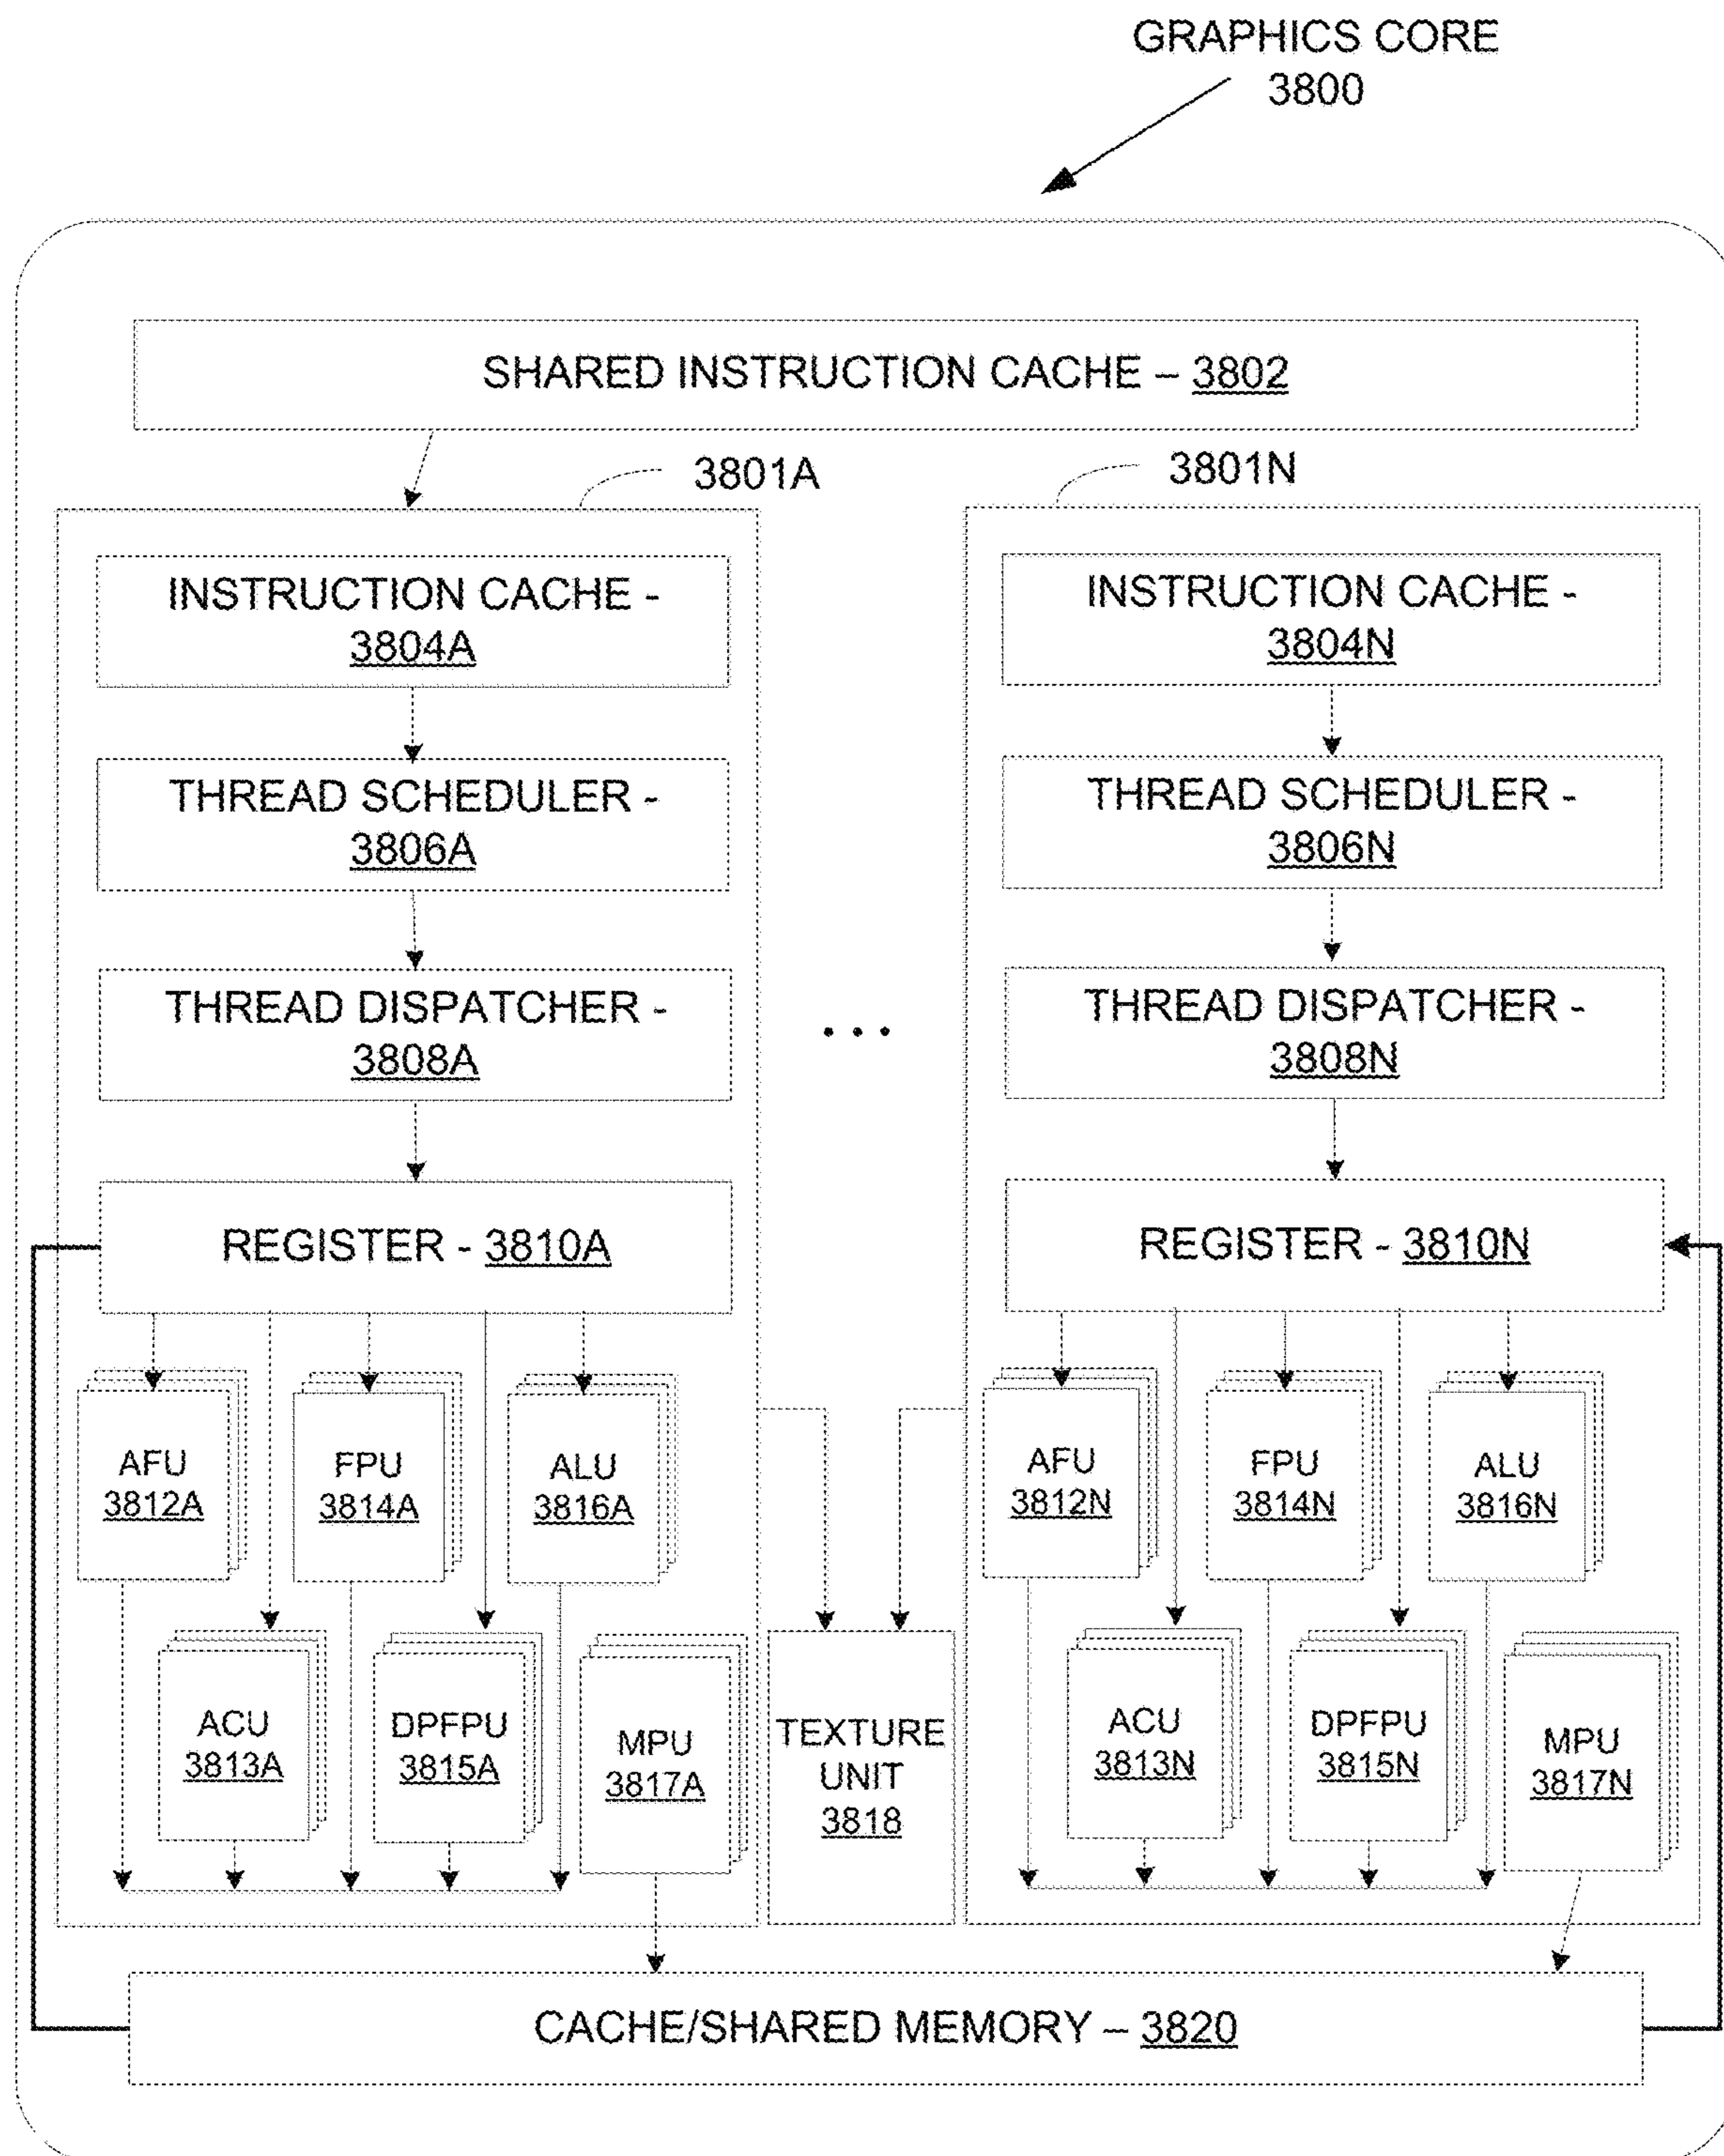 GRAPHICS CORE
3800
SHARED INSTRUCTION CACHE – 3802
3801A
3801N
INSTRUCTION CACHE -
3804A
THREAD SCHEDULER -
3806A
THREAD DISPATCHER -
3808A
REGISTER - 3810A
AFU
3812A
FPU
3814A
ALU
3816A
ACU
3813A
DPFPU
3815A
MPU
3817A
...
TEXTURE
UNIT
3818
INSTRUCTION CACHE -
3804N
THREAD SCHEDULER -
3806N
THREAD DISPATCHER -
3808N
REGISTER - 3810N
AFU
3812N
FPU
3814N
ALU
3816N
ACU
3813N
DPFPU
3815N
MPU
3817N
CACHE/SHARED MEMORY – 3820